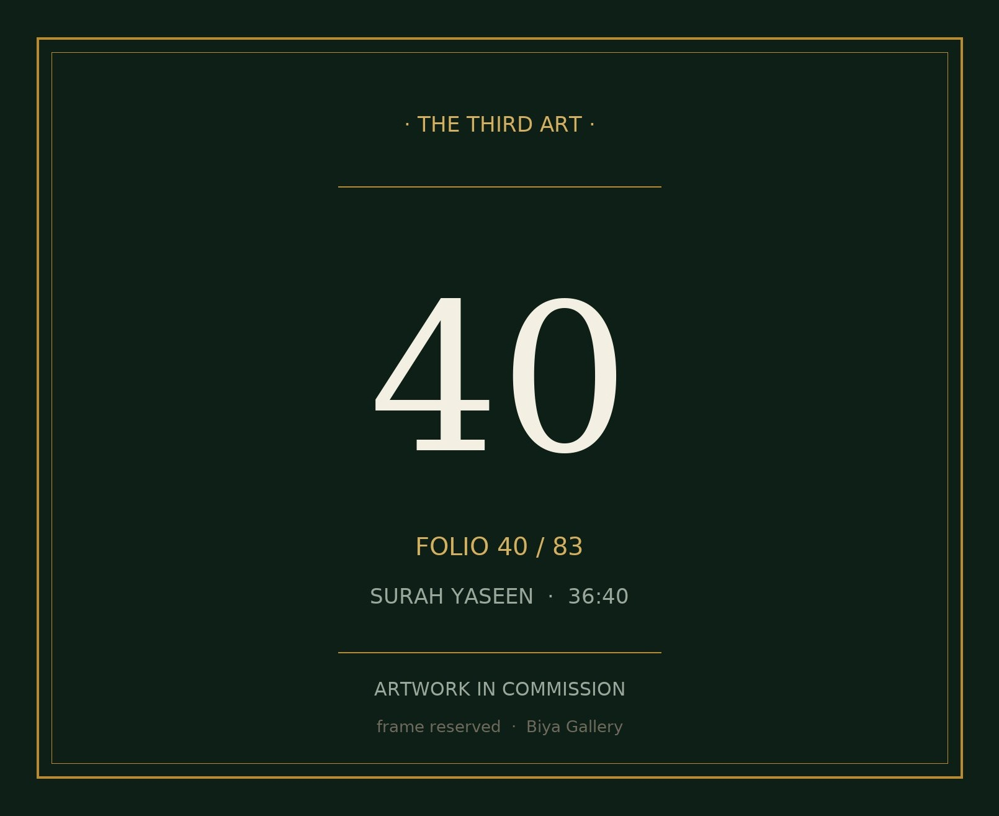 · THE THIRD ART ·
40
FOLIO 40 / 83
SURAH YASEEN · 36:40
ARTWORK IN COMMISSION
frame reserved · Biya Gallery